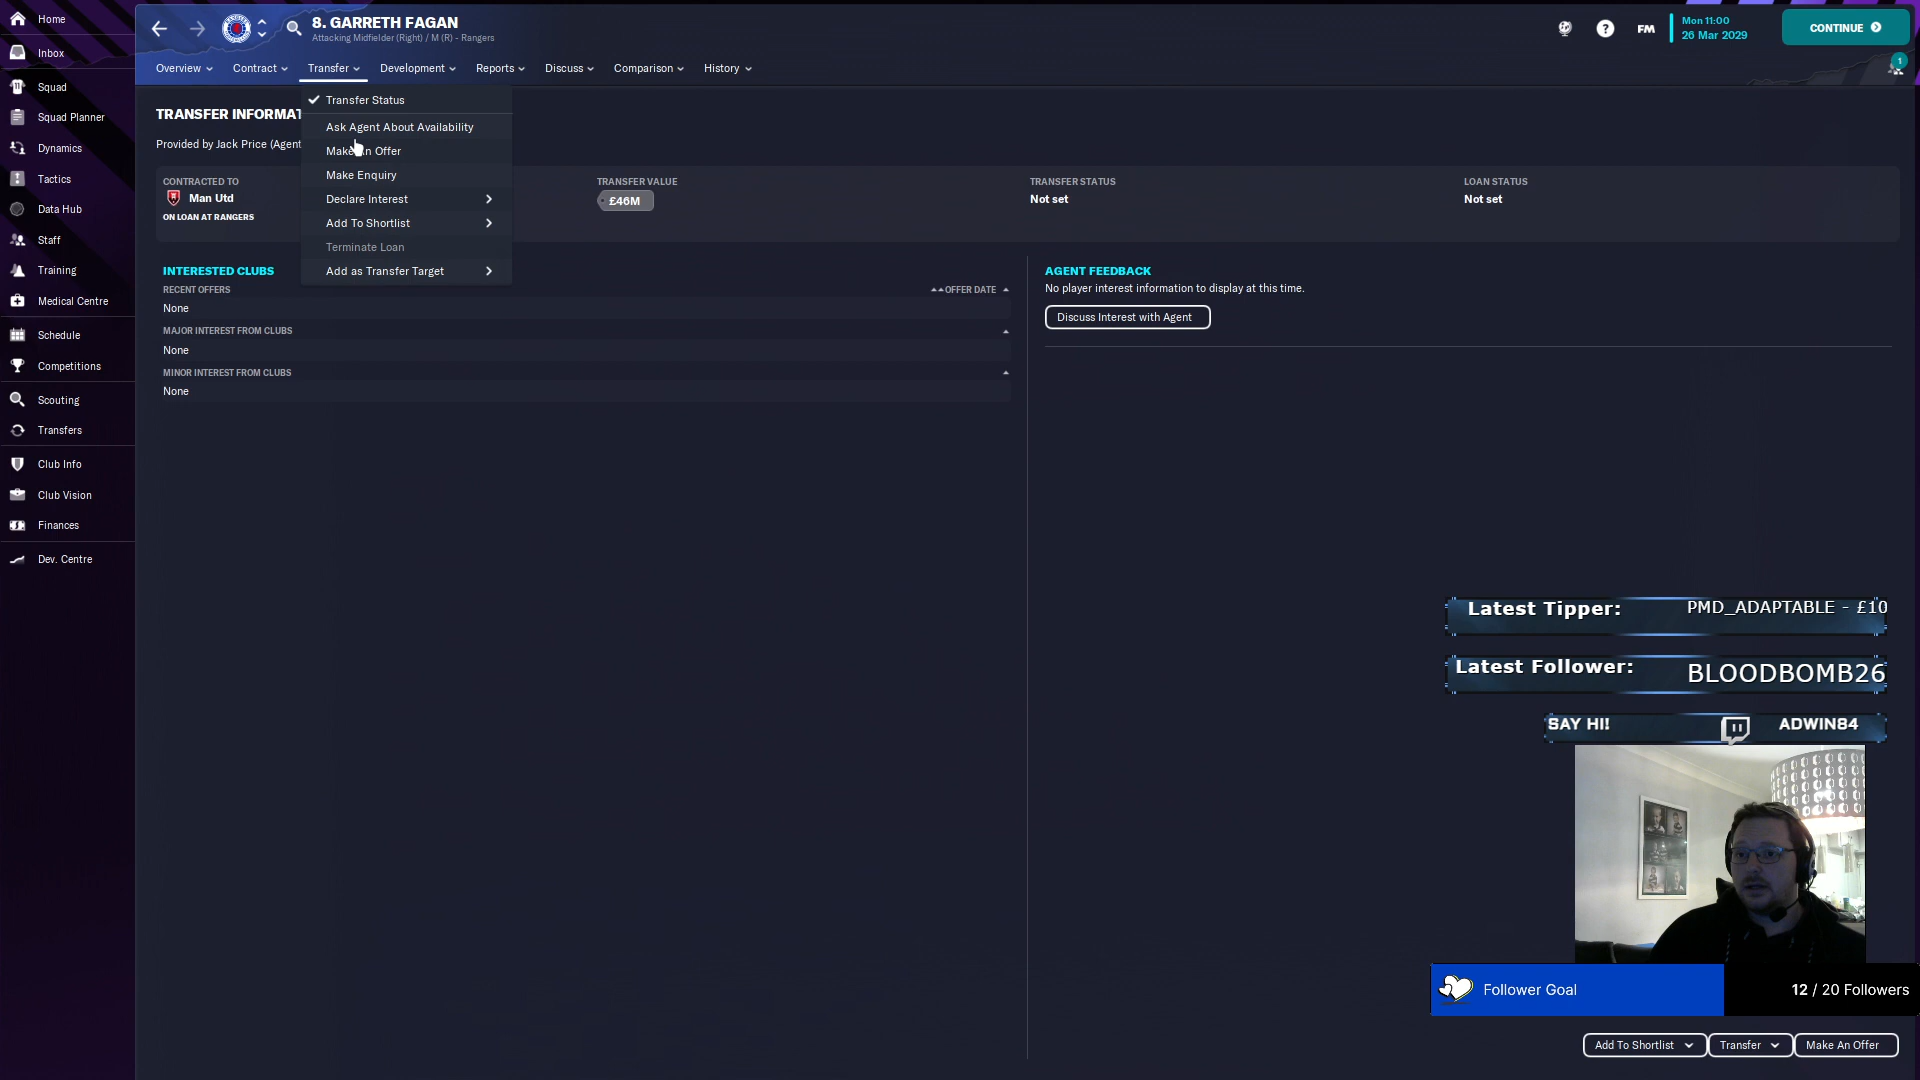 Home
Inbox
Squad
Squad Planner
Dynamics
Tactics
Data Hub
Staff
Training
Medical Centre
Schedule
Competitions
Scouting
Transfers
Club Info
Club Vision
Finances
Dev. Centre
8. GARRETH FAGAN
Attacking Midfielder (Right) / M (R) - Rangers
FM
Mon 11:00
26 Mar 2029
CONTINUE
1
Overview Contract Transfer Development Reports Discuss Comparison History
Transfer Status
Ask Agent About Availability
Make An Offer
Make Enquiry
Declare Interest
Add To Shortlist
Terminate Loan
Add as Transfer Target
TRANSFER INFORMAT
Provided by Jack Price (Agent
CONTRACTED TO
Man Utd
ON LOAN AT RANGERS
TRANSFER VALUE
£46M
TRANSFER STATUS
Not set
LOAN STATUS
Not set
INTERESTED CLUBS
RECENT OFFERS OFFER DATE
None
MAJOR INTEREST FROM CLUBS
None
MINOR INTEREST FROM CLUBS
None
AGENT FEEDBACK
No player interest information to display at this time.
Discuss Interest with Agent
Latest Tipper: PMD_ADAPTABLE - £10
Latest Follower: BLOODBOMB26
SAY HI! ADWIN84
Follower Goal 12 / 20 Followers
Add To Shortlist Transfer Make An Offer